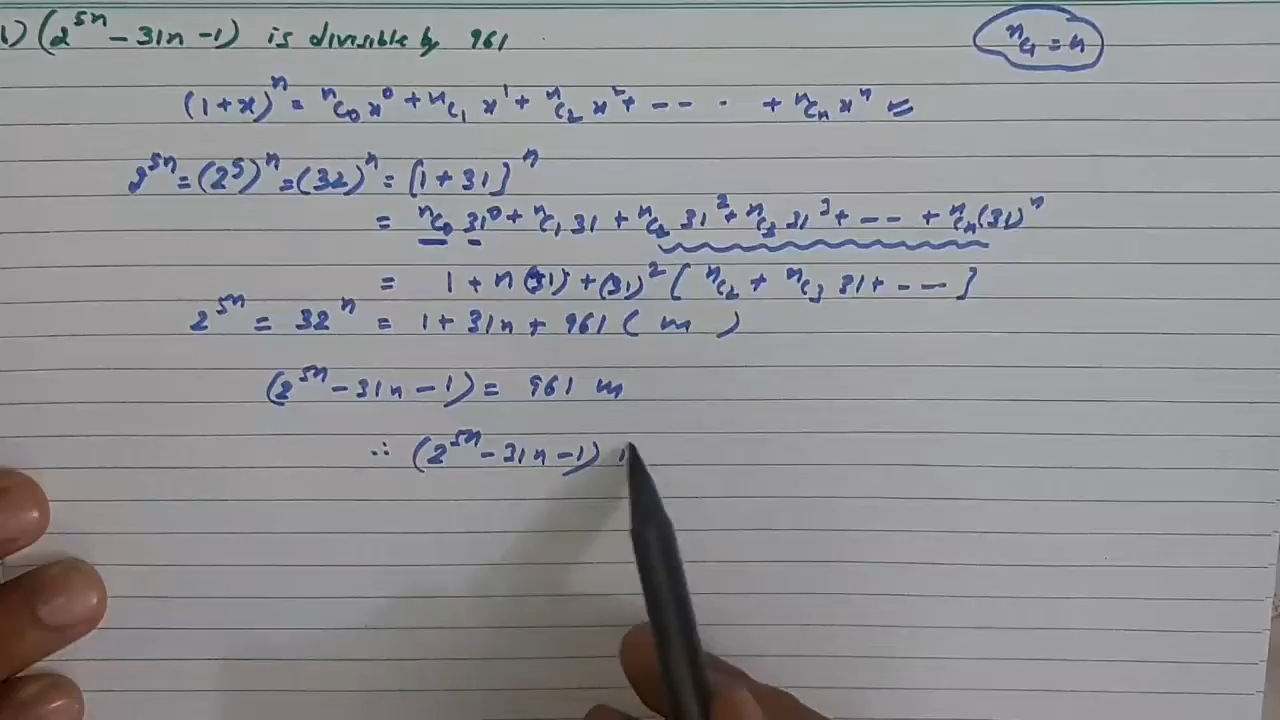 1) (2^5n - 31n - 1) is divisible by 961
nC1 = n
(1+x)^n = nC0 x^0 + nC1 x^1 + nC2 x^2 + --- . + nCn x^n =
2^5n = (2^5)^n = (32)^n = [1 + 31]^n
= nC0 31^0 + nC1 31 + nC2 31^2 + nC3 31^3 + -- + nCn (31)^n
= 1 + n(31) + (31)^2 [ nC2 + nC3 31 + --- ]
2^5n = 32^n = 1 + 31n + 961 ( m )
(2^5n - 31n - 1) = 961 m
∴ (2^5n - 31n - 1) i